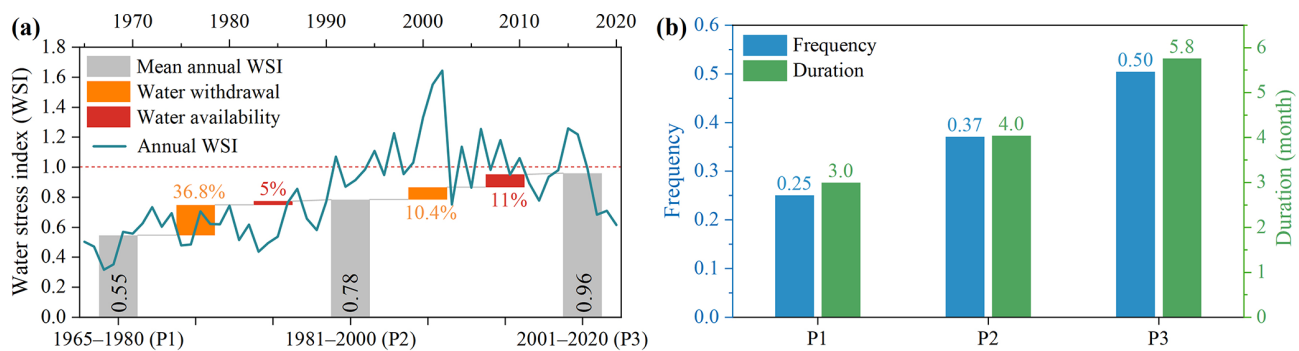 (a)
1970 1980 1990 2000 2010 2020
Water stress index (WSI)
1.8
1.6
1.4
1.2
1.0
0.8
0.6
0.4
0.2
0.0
Mean annual WSI
Water withdrawal
Water availability
Annual WSI
36.8%
5%
10.4%
11%
0.55
0.78
0.96
1965–1980 (P1) 1981–2000 (P2) 2001–2020 (P3)
(b)
Frequency
0.6
0.5
0.4
0.3
0.2
0.1
0.0
Frequency
Duration
0.25
3.0
0.37
4.0
0.50
5.8
P1 P2 P3
6
5
4
3
2
1
0
Duration (month)